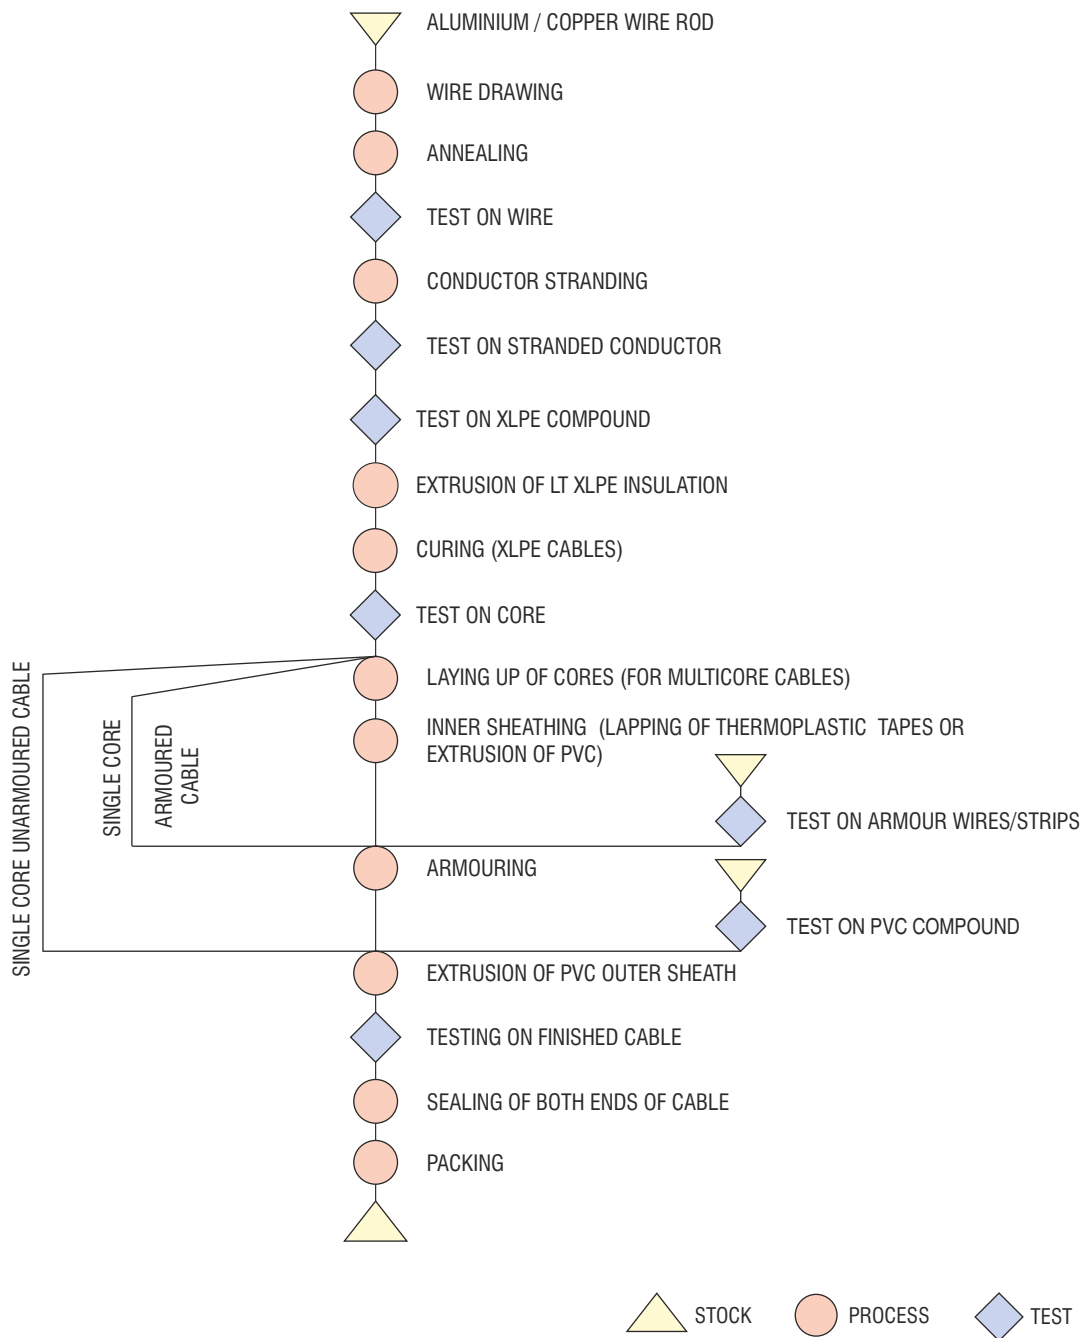 ALUMINIUM / COPPER WIRE ROD
WIRE DRAWING
ANNEALING
TEST ON WIRE
CONDUCTOR STRANDING
TEST ON STRANDED CONDUCTOR
TEST ON XLPE COMPOUND
EXTRUSION OF LT XLPE INSULATION
CURING (XLPE CABLES)
TEST ON CORE
SINGLE CORE UNARMOURED CABLE
SINGLE CORE
ARMOURED
CABLE
LAYING UP OF CORES (FOR MULTICORE CABLES)
INNER SHEATHING (LAPPING OF THERMOPLASTIC TAPES OR
EXTRUSION OF PVC)
TEST ON ARMOUR WIRES/STRIPS
ARMOURING
TEST ON PVC COMPOUND
EXTRUSION OF PVC OUTER SHEATH
TESTING ON FINISHED CABLE
SEALING OF BOTH ENDS OF CABLE
PACKING
STOCK
PROCESS
TEST